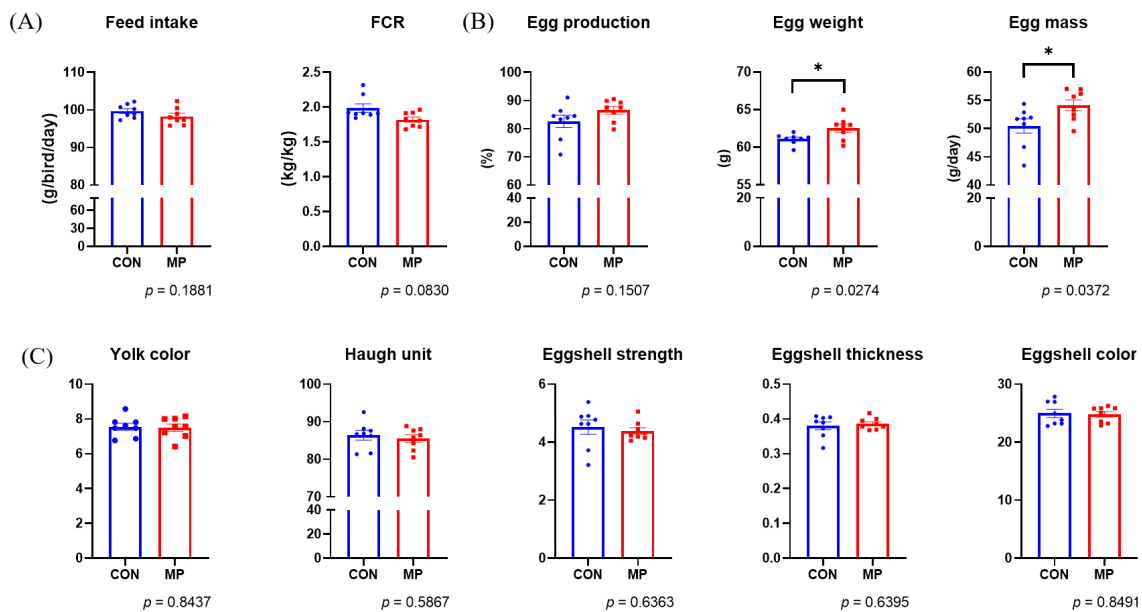 (A)
Feed intake
FCR
(B)
Egg production
Egg weight
Egg mass
(g/bird/day)
110
100
90
80
60
30
0
CON MP
p = 0.1881
(kg/kg)
2.5
2.0
1.5
1.0
0.5
0.0
CON MP
p = 0.0830
(%)
100
90
80
70
60
40
20
0
CON MP
p = 0.1507
(g)
70
65
60
55
20
0
*
CON MP
p = 0.0274
(g/day)
60
55
50
45
40
20
0
*
CON MP
p = 0.0372
(C)
Yolk color
Haugh unit
Eggshell strength
Eggshell thickness
Eggshell color
10
8
6
4
2
0
CON MP
p = 0.8437
100
90
80
70
40
20
0
CON MP
p = 0.5867
6
4
2
0
CON MP
p = 0.6363
0.5
0.4
0.3
0.2
0.1
0.0
CON MP
p = 0.6395
30
20
10
0
CON MP
p = 0.8491